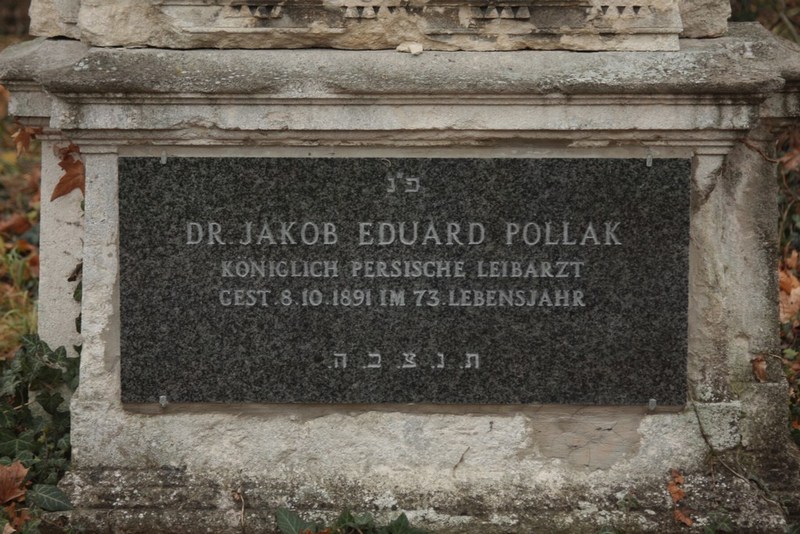 פ״נ
DR. JAKOB EDUARD POLLAK
KÖNIGLICH PERSISCHE LEIBARZT
GEST. 8.10.1891 IM 73. LEBENSJAHR
ת.נ.צ.ב.ה.